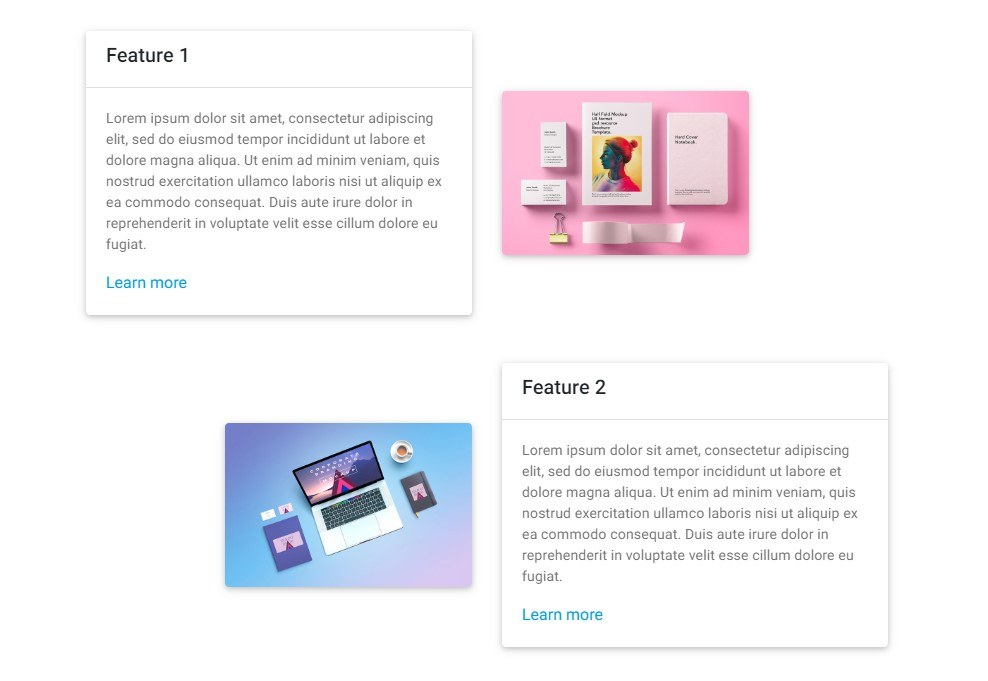 Feature 1
Lorem ipsum dolor sit amet, consectetur adipiscing
elit, sed do eiusmod tempor incididunt ut labore et
dolore magna aliqua. Ut enim ad minim veniam, quis
nostrud exercitation ullamco laboris nisi ut aliquip ex
ea commodo consequat. Duis aute irure dolor in
reprehenderit in voluptate velit esse cillum dolore eu
fugiat.
Learn more
Half Fold Mockup
US format
psd resource
Brochure
Template.
Hard Cover
Notebook.
CORPORATE
BRANDING
Feature 2
Lorem ipsum dolor sit amet, consectetur adipiscing
elit, sed do eiusmod tempor incididunt ut labore et
dolore magna aliqua. Ut enim ad minim veniam, quis
nostrud exercitation ullamco laboris nisi ut aliquip ex
ea commodo consequat. Duis aute irure dolor in
reprehenderit in voluptate velit esse cillum dolore eu
fugiat.
Learn more